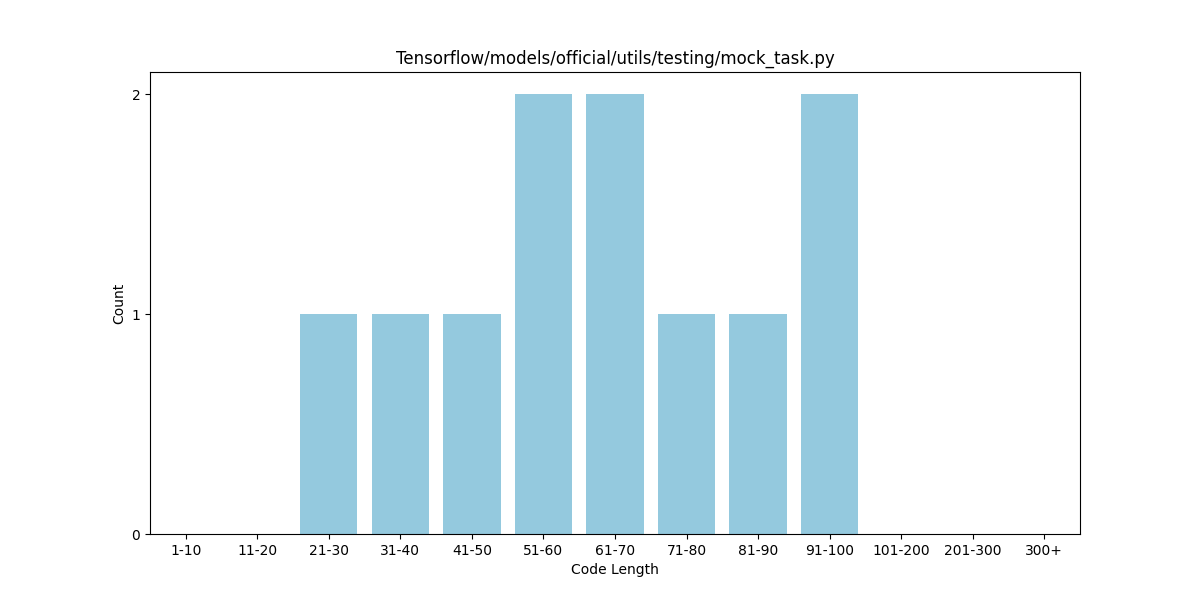 Tensorflow/models/official/utils/testing/mock_task.py
2
1
0
Count
1-10 11-20 21-30 31-40 41-50 51-60 61-70 71-80 81-90 91-100 101-200 201-300 300+
Code Length